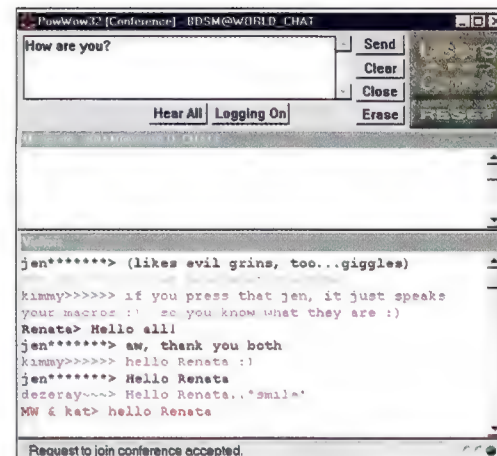 PowWow32 [Conference] - BDSM@WORLD_CHAT
How are you?
Send
Clear
Close
Hear All Logging On Erase
RESET
jen*******> (likes evil grins, too...giggles)
kimmy>>>>>> if you press that jen, it just speaks
your macros :) so you know what they are :)
Renata> Hello all!
jen*******> aw, thank you both
kimmy>>>>>> hello Renata :)
jen*******> Hello Renata
dezeray~~~> Hello Renata..*smile*
MW & kat> hello Renata
Request to join conference accepted.